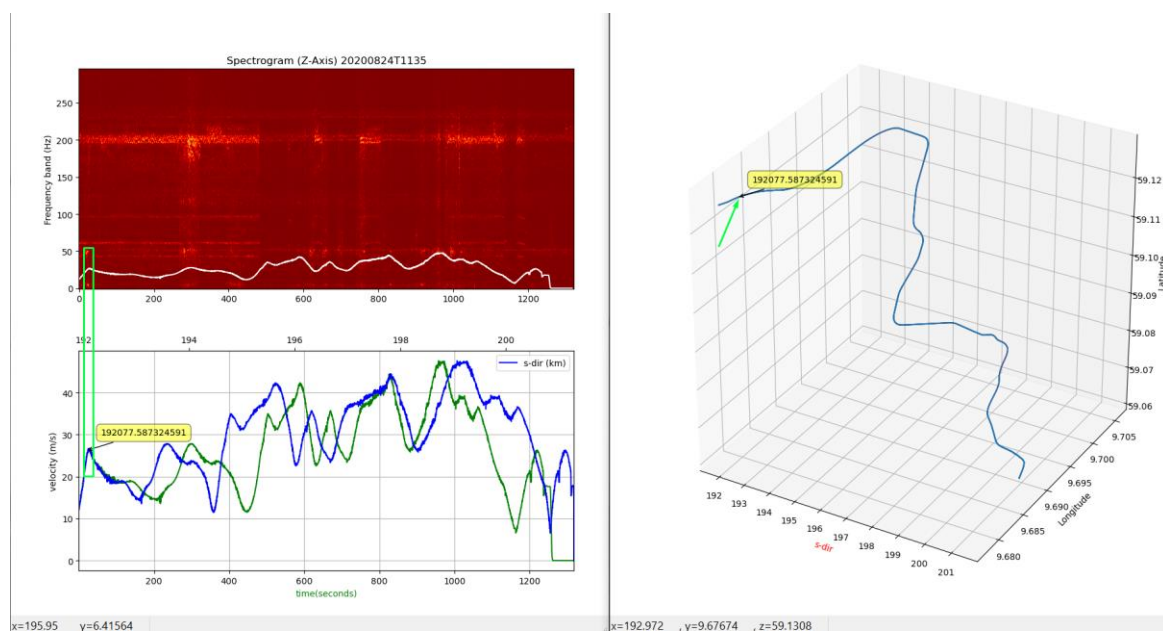 Spectrogram (Z-Axis) 20200824T1135
Frequency band (Hz)
250
200
150
100
50
0
0 200 400 600 800 1000 1200
192 194 196 198 200
s-dir (km)
velocity (m/s)
40
30
20
10
0
192077.587324591
200 400 600 800 1000 1200
time(seconds)
x=195.95 y=6.41564
192077.587324591
59.12
59.11
59.10
59.09
59.08
59.07
59.06
Latitude
9.705
9.700
9.695
9.690
9.685
9.680
Longitude
192 193 194 195 196 197 198 199 200 201
s-dir
x=192.972 , y=9.67674 , z=59.1308